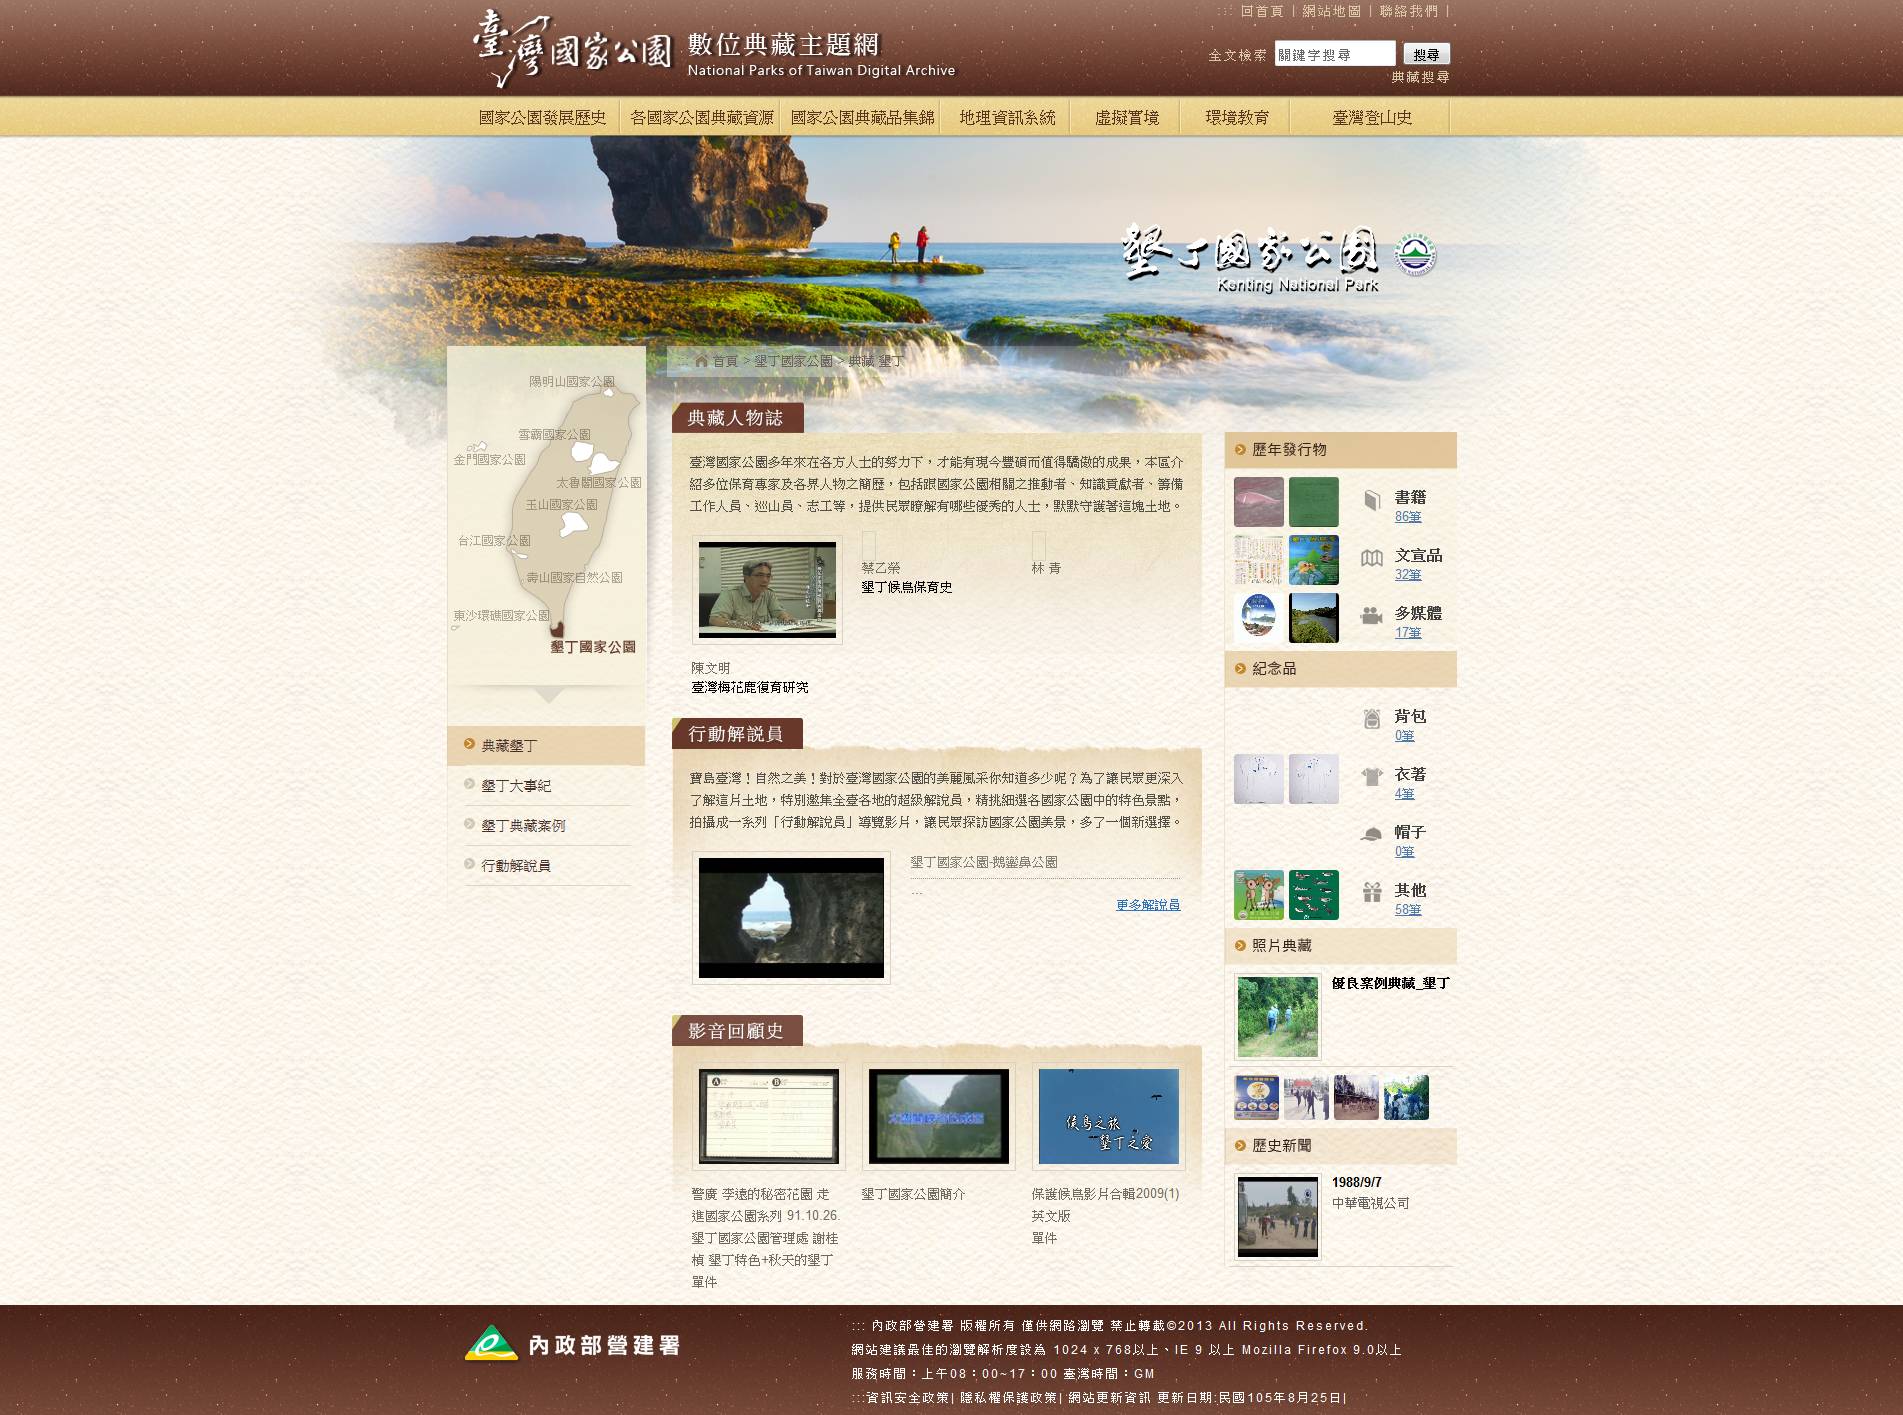 ::: 回首頁 | 網站地圖 | 聯絡我們 |
臺灣國家公園 數位典藏主題網
National Parks of Taiwan Digital Archive
全文檢索 關鍵字搜尋 搜尋
典藏搜尋
國家公園發展歷史 各國家公園典藏資源 國家公園典藏品集錦 地理資訊系統 虛擬實境 環境教育 臺灣登山史
墾丁國家公園
Kenting National Park
::: 首頁 > 墾丁國家公園 > 典藏 墾丁
陽明山國家公園
雪霸國家公園
金門國家公園
太魯閣國家公園
玉山國家公園
台江國家公園
壽山國家自然公園
東沙環礁國家公園
墾丁國家公園
典藏墾丁
墾丁大事紀
墾丁典藏案例
行動解說員
典藏人物誌
臺灣國家公園多年來在各方人士的努力下，才能有現今豐碩而值得驕傲的成果，本區介
紹多位保育專家及各界人物之簡歷，包括跟國家公園相關之推動者、知識貢獻者、籌備
工作人員、巡山員、志工等，提供民眾瞭解有哪些優秀的人士，默默守護著這塊土地。
蔡乙榮
墾丁候鳥保育史
林 青
陳文明
臺灣梅花鹿復育研究
行動解說員
寶島臺灣！自然之美！對於臺灣國家公園的美麗風采你知道多少呢？為了讓民眾更深入
了解這片土地，特別邀集全臺各地的超級解說員，精挑細選各國家公園中的特色景點，
拍攝成一系列「行動解說員」導覽影片，讓民眾探訪國家公園美景，多了一個新選擇。
墾丁國家公園-鵝鑾鼻公園
...
更多解說員
影音回顧史
A B
候鳥之旅
墾丁之愛
警廣 李遠的秘密花園 走
進國家公園系列 91.10.26.
墾丁國家公園管理處 謝桂
禎 墾丁特色+秋天的墾丁
單件
墾丁國家公園簡介
保護候鳥影片合輯2009(1)
英文版
單件
歷年發行物
書籍
86筆
文宣品
32筆
多媒體
17筆
紀念品
背包
0筆
衣著
4筆
帽子
0筆
其他
58筆
照片典藏
優良案例典藏_墾丁
歷史新聞
1988/9/7
中華電視公司
內政部營建署
::: 內政部營建署 版權所有 僅供網路瀏覽 禁止轉載©2013 All Rights Reserved.
網站建議最佳的瀏覽解析度設為 1024 x 768以上、IE 9 以上 Mozilla Firefox 9.0以上
服務時間：上午08：00~17：00 臺灣時間：GM
:::資訊安全政策| 隱私權保護政策| 網站更新資訊 更新日期:民國105年8月25日|